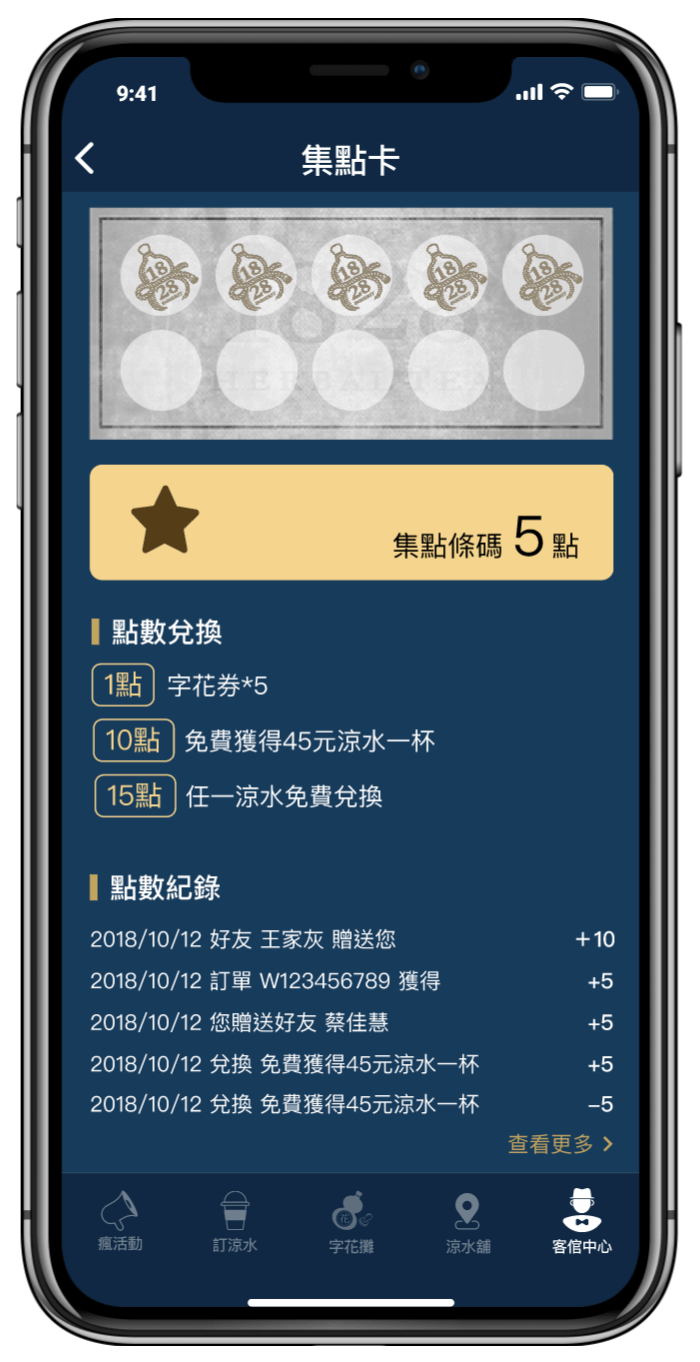 9:41
集點卡
18 28 18 28 18 28 18 28 18 28
1828
HERBAL TEA
集點條碼 5 點
點數兌換
1點 字花券*5
10點 免費獲得45元涼水一杯
15點 任一涼水免費兌換
點數紀錄
2018/10/12 好友 王家灰 贈送您 +10
2018/10/12 訂單 W123456789 獲得 +5
2018/10/12 您贈送好友 蔡佳慧 +5
2018/10/12 兌換 免費獲得45元涼水一杯 +5
2018/10/12 兌換 免費獲得45元涼水一杯 –5
查看更多
花
瘋活動 訂涼水 字花攤 涼水舖 客倌中心